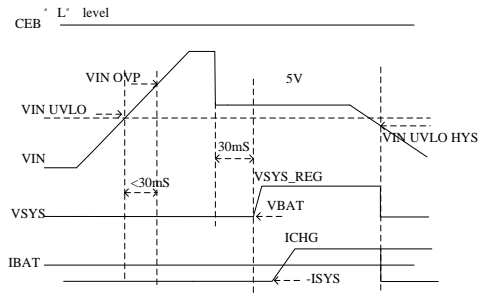 " L" level
CEB
VIN OVP
5V
VIN UVLO
VIN UVLO HYS
30mS
VIN
<30mS
VSYS_REG
VBAT
VSYS
ICHG
IBAT
-ISYS